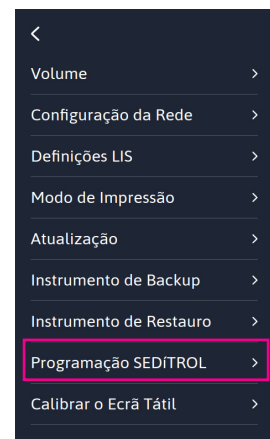 Volume
Configuração da Rede
Definições LIS
Modo de Impressão
Atualização
Instrumento de Backup
Instrumento de Restauro
Programação SEDíTROL
Calibrar o Ecrã Tátil